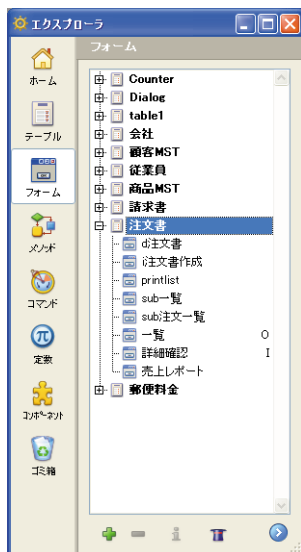 エクスプローラ
フォーム
ホーム
テーブル
フォーム
メソッド
コマンド
定数
コンポーネント
ゴミ箱
Counter
Dialog
table1
会社
顧客MST
従業員
商品MST
請求書
注文書
d注文書
i注文書作成
printlist
sub一覧
sub注文一覧
一覧 O
詳細確認 I
売上レポート
郵便料金